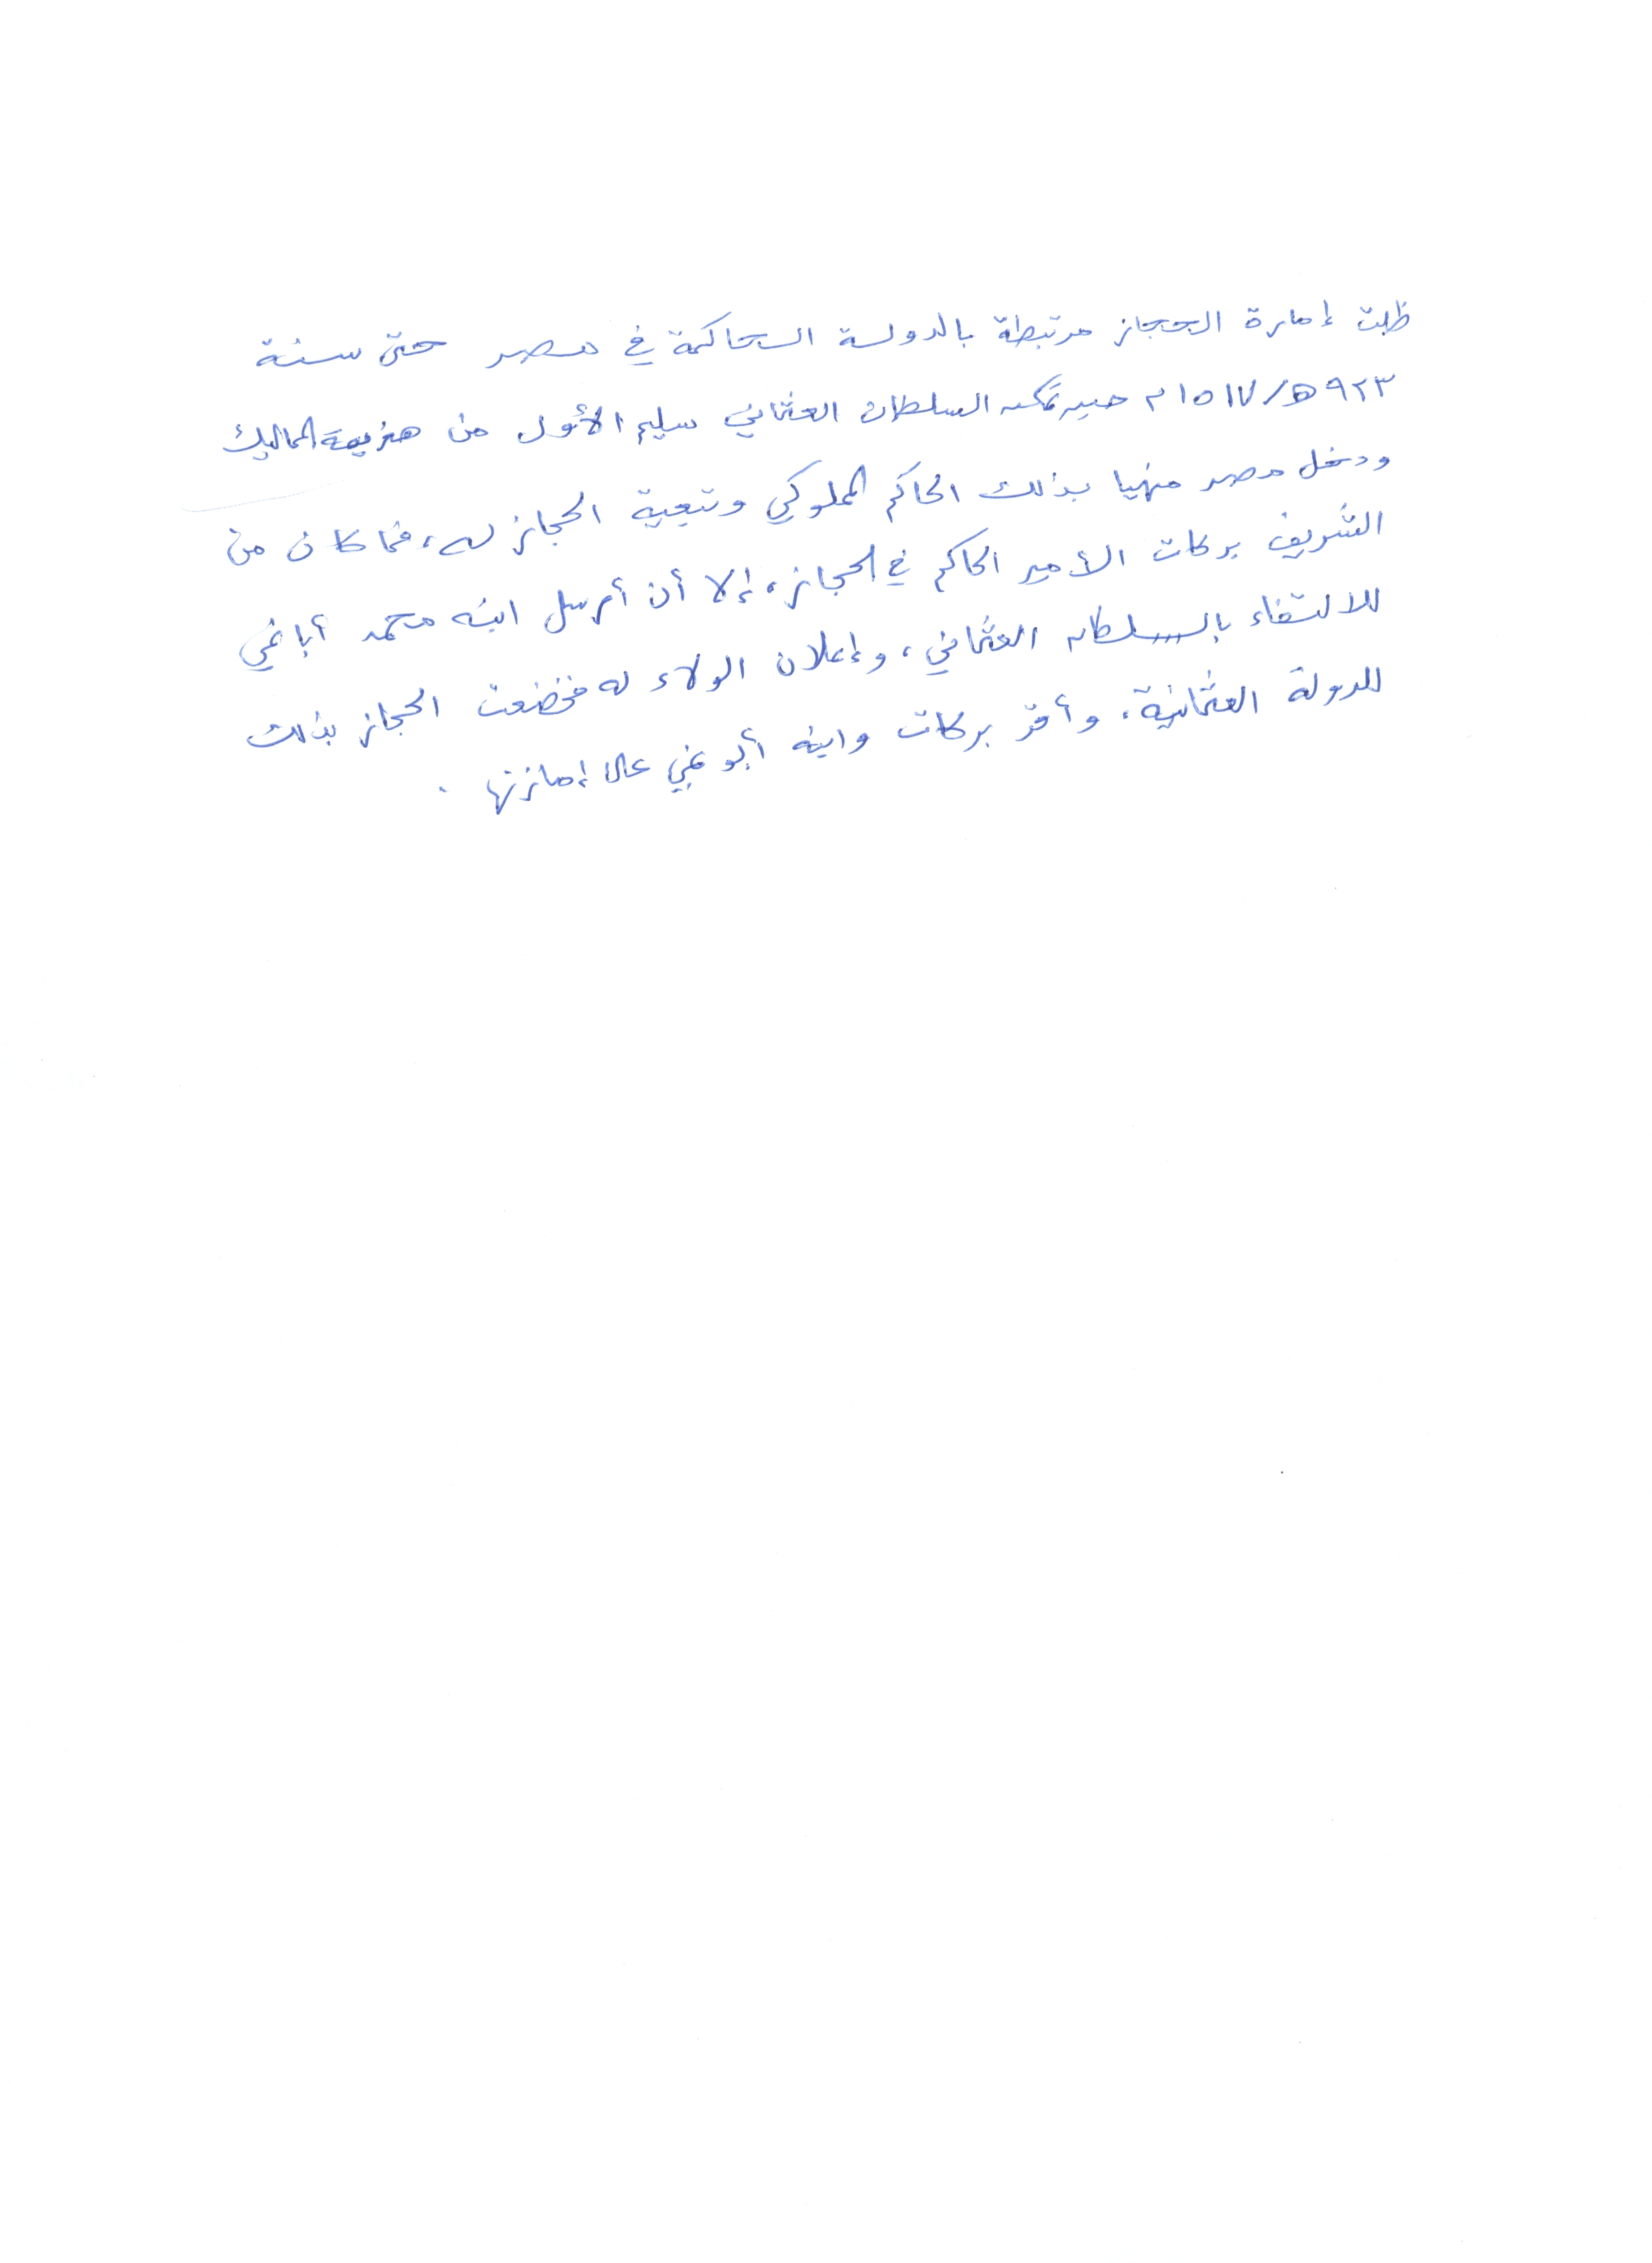 ظلت إمارة الحجاز مرتبطة بالدولة الحاكمة في مصر حتى سنة
٩٢٣ه/١٥١٧م حين تمكن السلطان العثماني سليم الأول من هزيمة المماليك
ودخل مصر منهيا بذلك الحاكم المملوكي وتبعية الحجاز له، فما كان من
الشريف بركات الأمير الحاكم في الحجاز، إلا أن أرسل ابنه محمد أبا نمي
للالتقاء بالسلطان العثماني، وإعلان الولاء له فخضعت الحجاز بذلك
للدولة العثمانية، وأقر بركات وابنه أبو نمي على إمارتها.